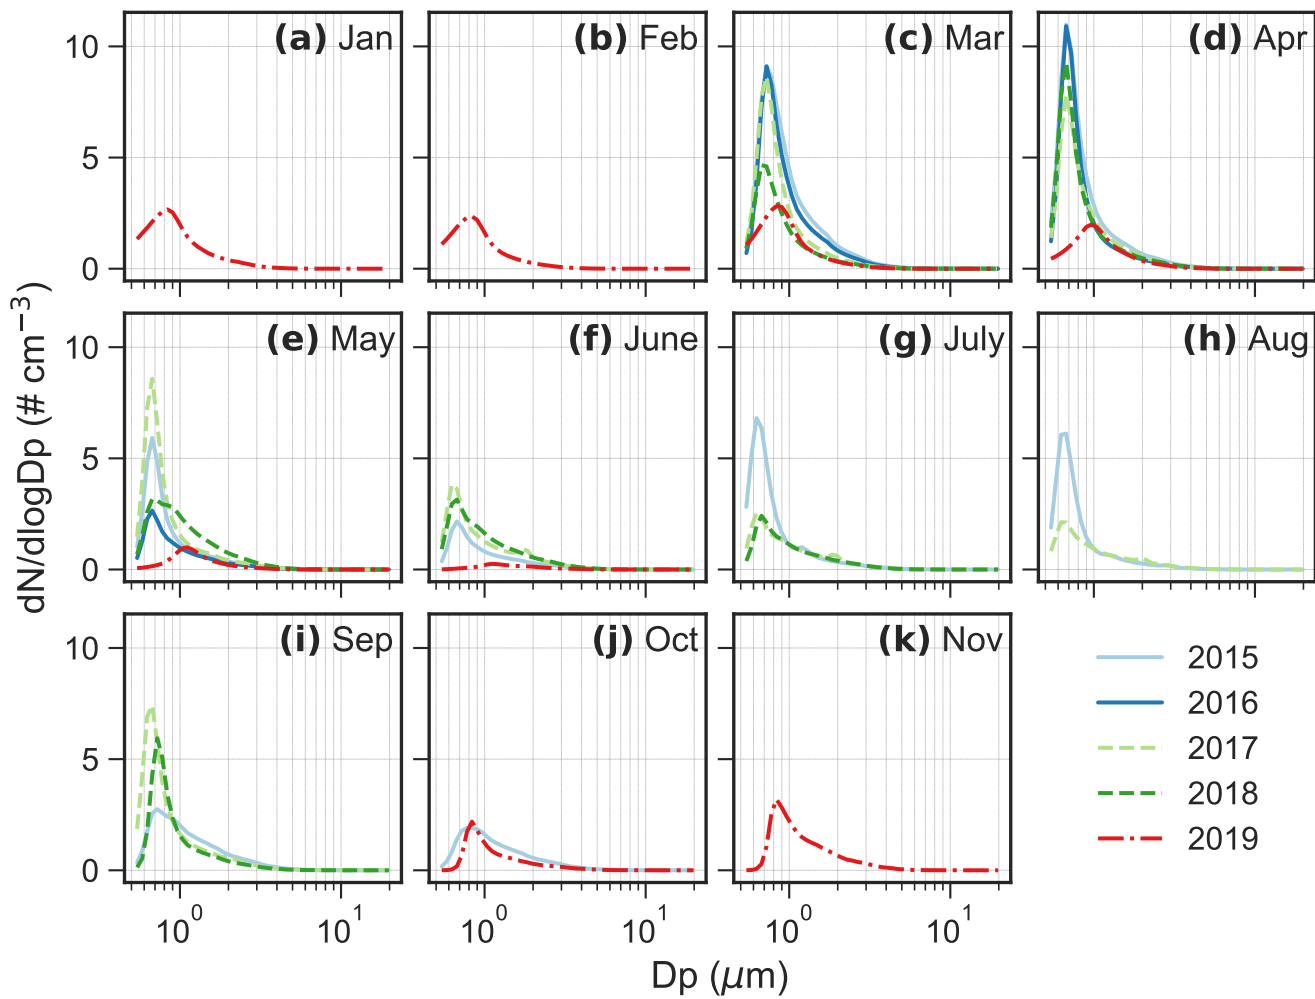 (a) Jan
(b) Feb
(c) Mar
(d) Apr
10
5
0
(e) May
(f) June
(g) July
(h) Aug
10
5
0
dN/dlogDp (# cm⁻³)
(i) Sep
(j) Oct
(k) Nov
10
5
0
2015
2016
2017
2018
2019
10⁰ 10¹
10⁰ 10¹
10⁰ 10¹
Dp (μm)